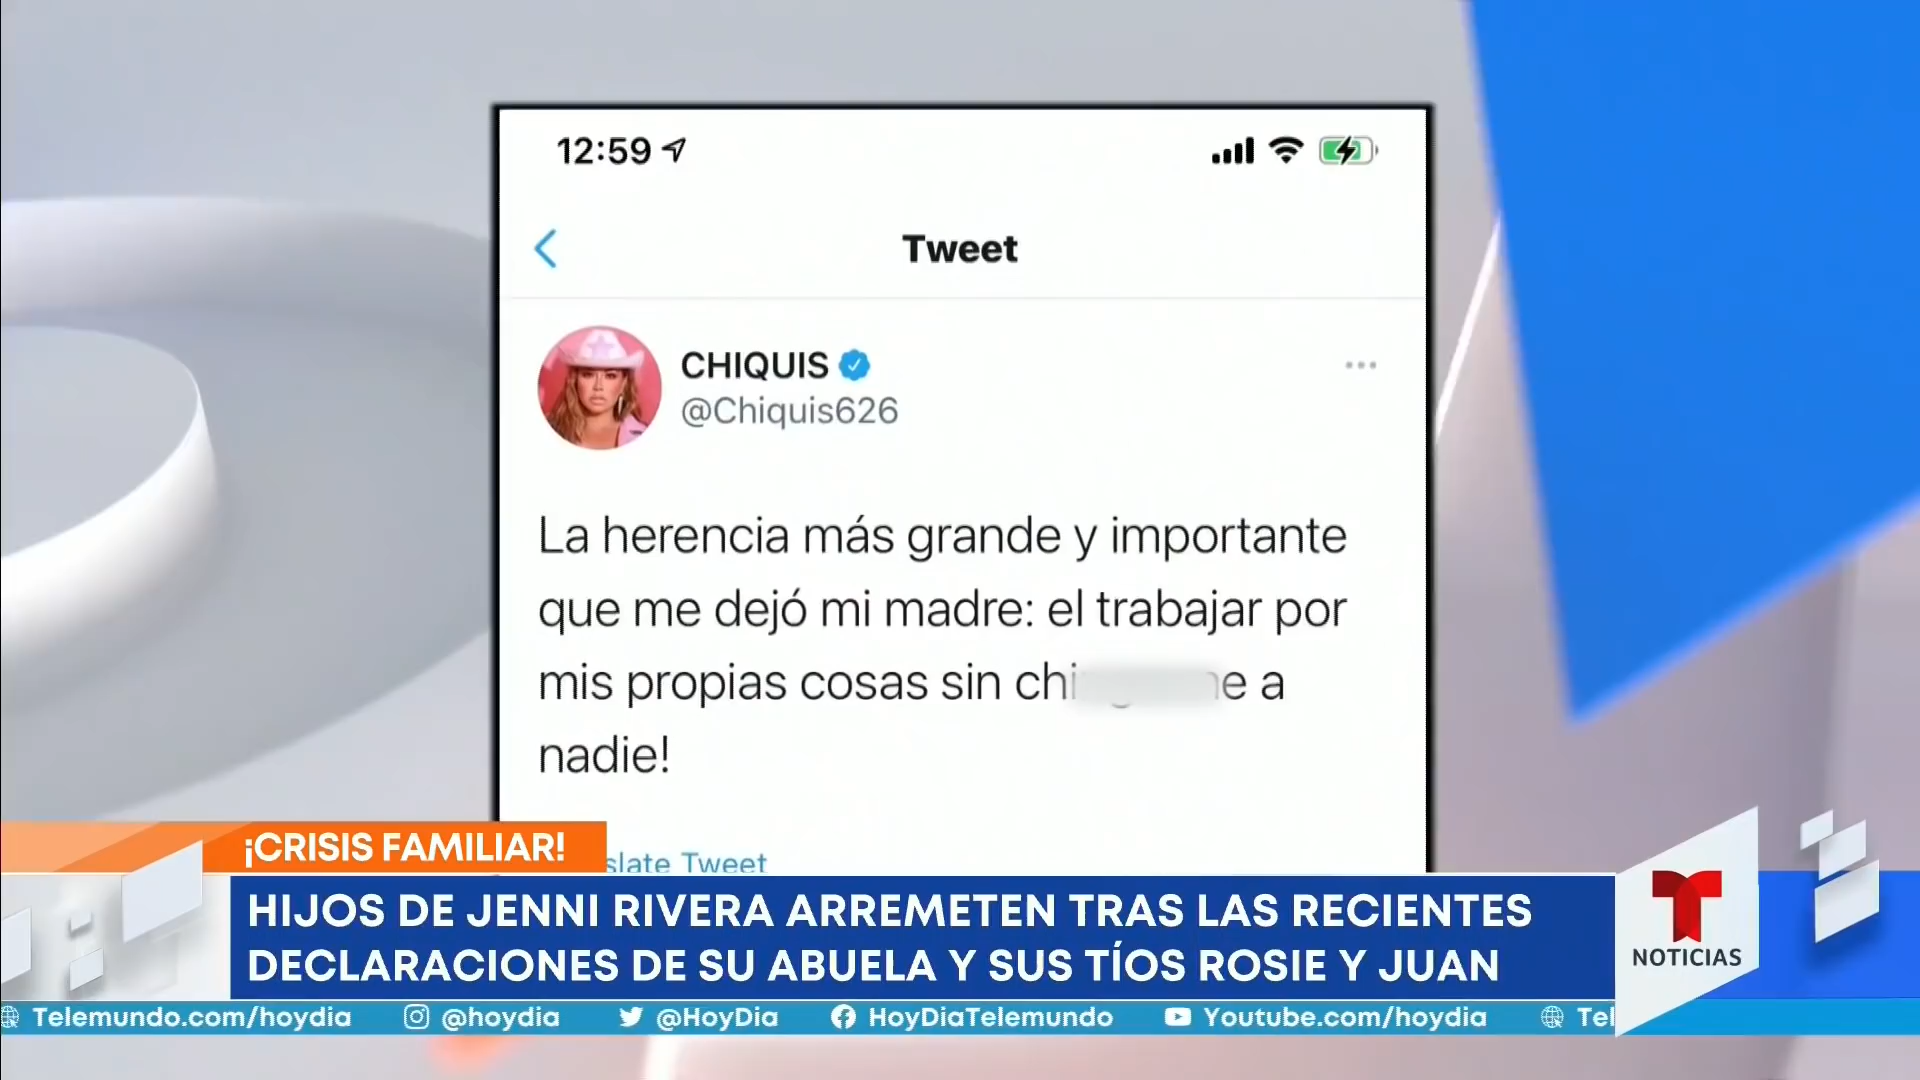 12:59
Tweet
CHIQUIS
@Chiquis626
La herencia más grande y importante
que me dejó mi madre: el trabajar por
mis propias cosas sin a
nadie!
slate Tweet
¡CRISIS FAMILIAR!
HIJOS DE JENNI RIVERA ARREMETEN TRAS LAS RECIENTES
DECLARACIONES DE SU ABUELA Y SUS TÍOS ROSIE Y JUAN
NOTICIAS
Telemundo.com/hoydia @hoydia @HoyDia HoyDiaTelemundo Youtube.com/hoydia Tel